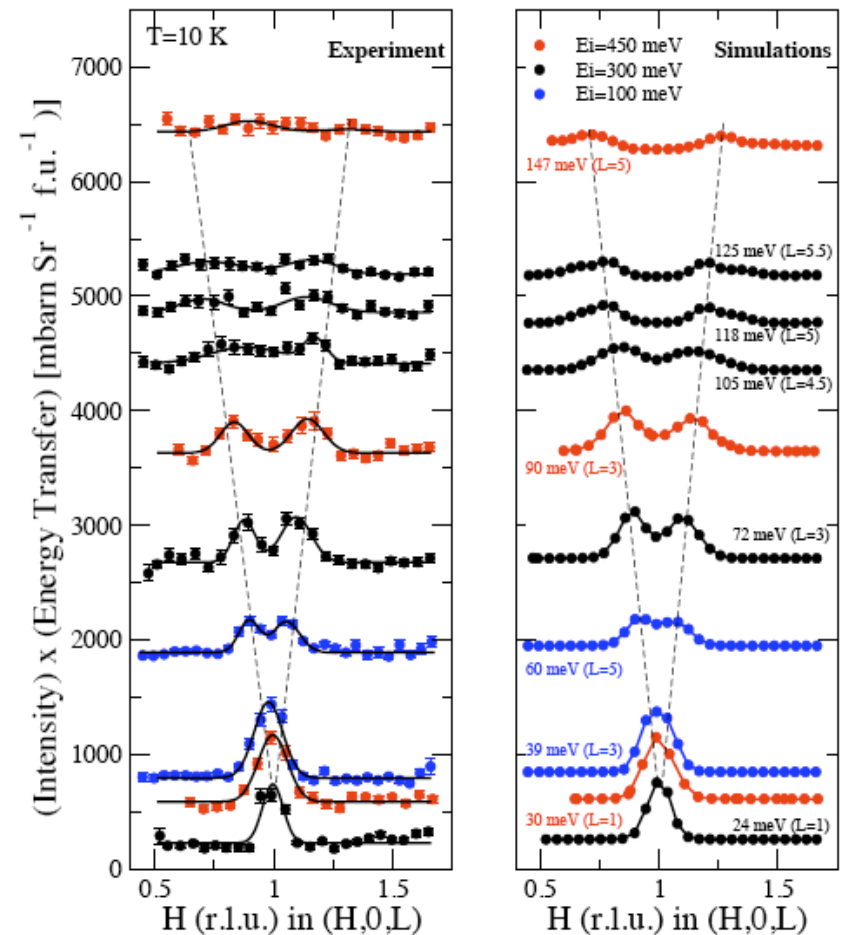 T=10 K
Experiment
Ei=450 meV
Ei=300 meV
Ei=100 meV
Simulations
(Intensity) x (Energy Transfer) [mbarn Sr⁻¹ f.u.⁻¹ )]
7000
6000
5000
4000
3000
2000
1000
0
147 meV (L=5)
125 meV (L=5.5)
118 meV (L=5)
105 meV (L=4.5)
90 meV (L=3)
72 meV (L=3)
60 meV (L=5)
39 meV (L=3)
30 meV (L=1)
24 meV (L=1)
0.5 1 1.5
0.5 1 1.5
H (r.l.u.) in (H,0,L)
H (r.l.u.) in (H,0,L)